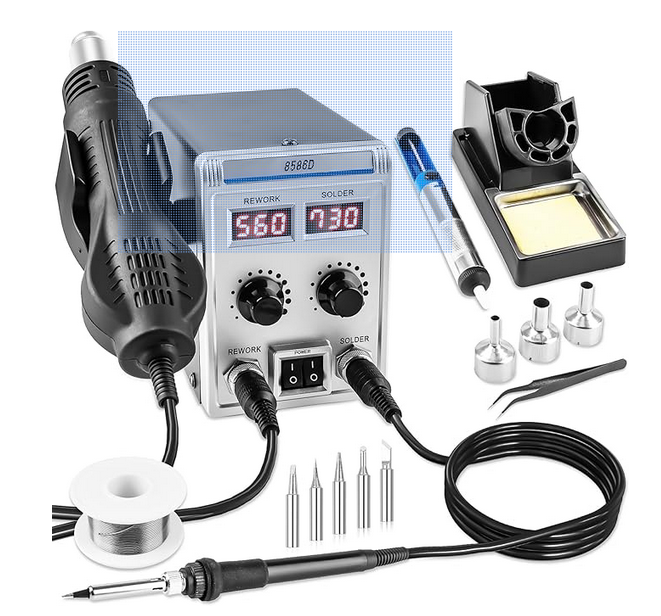 8586D
REWORK SOLDER
560 730
REWORK SOLDER
POWER